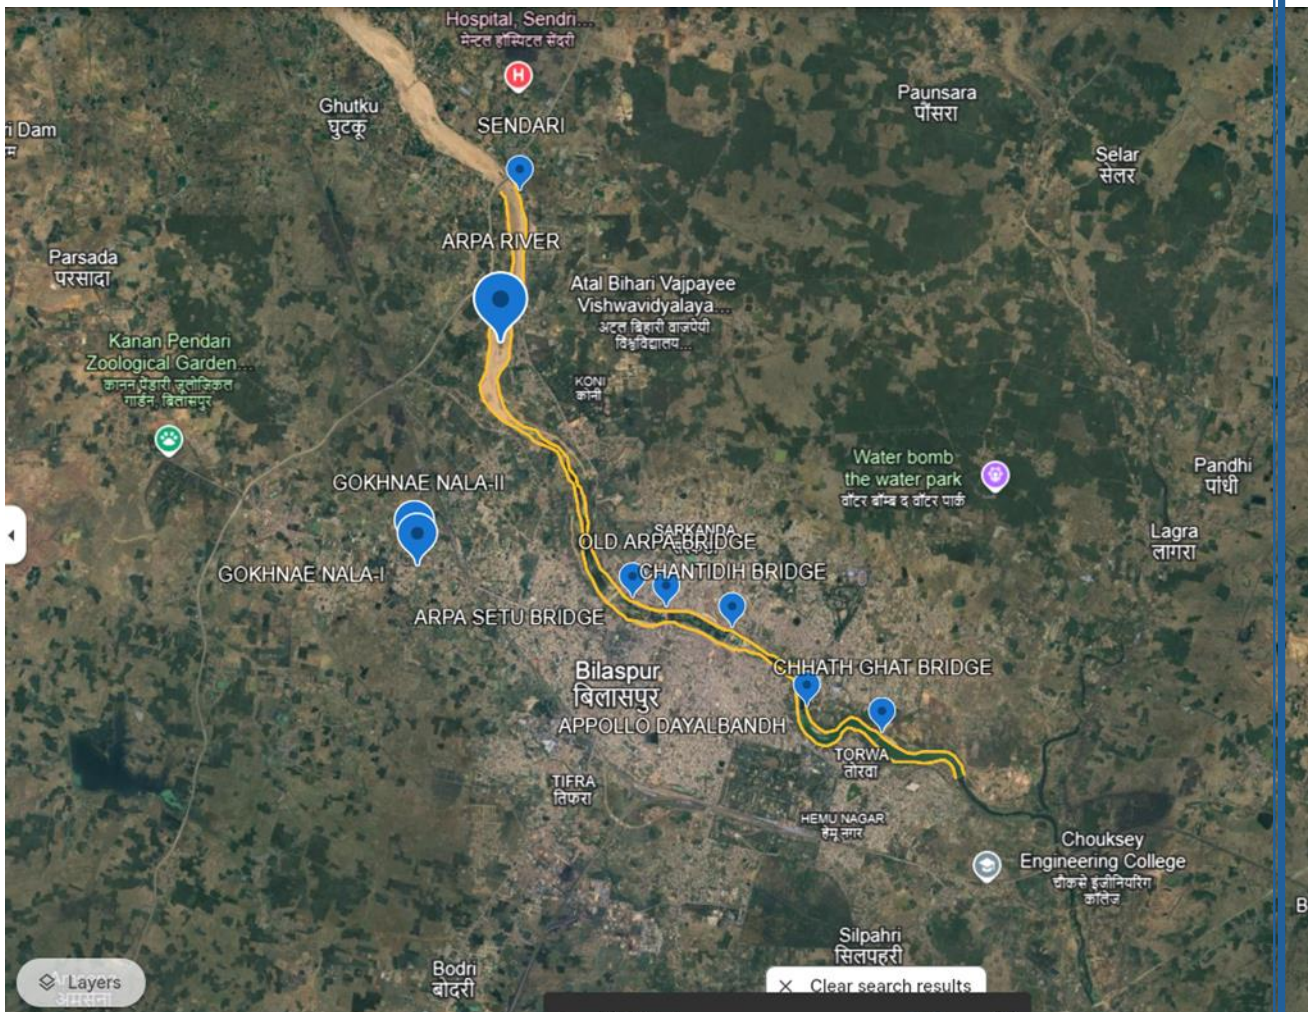 Hospital, Sendri...
मेन्टल हॉस्पिटल सेंदरी
Ghutku
घुटकू
SENDARI
Paunsara
पौंसरा
ri Dam
Selar
सेलर
ARPA RIVER
Parsada
परसादा
Atal Bihari Vajpayee
Vishwavidyalaya...
अटल बिहारी वाजपेयी
विश्वविद्यालय...
Kanan Pendari
Zoological Garden...
कानन पेंडारी जूलोजिकल
गार्डन, बिलासपुर
KONI
कोनी
Water bomb
the water park
वॉटर बॉम्ब द वॉटर पार्क
Pandhi
पांधी
GOKHNAE NALA-II
SARKANDA
OLD ARPA BRIDGE
Lagra
लागरा
GOKHNAE NALA-I
CHANTIDIH BRIDGE
ARPA SETU BRIDGE
Bilaspur
बिलासपुर
CHHATH GHAT BRIDGE
APPOLLO DAYALBANDH
TORWA
तोरवा
TIFRA
तिफरा
HEMU NAGAR
हेमू नगर
Chouksey
Engineering College
चौकसे इंजीनियरिंग
कॉलेज
Silpahri
सिलपहरी
Bodri
बोदरी
Layers
Clear search results